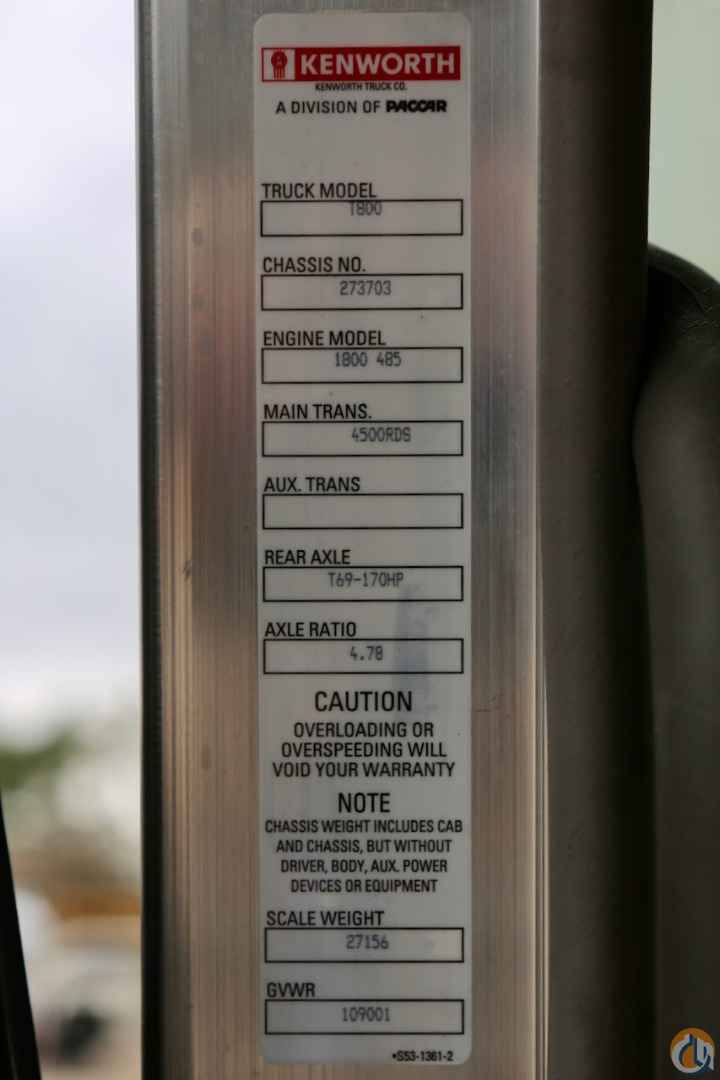 KENWORTH
KENWORTH TRUCK CO.
A DIVISION OF PACCAR
TRUCK MODEL
T800
CHASSIS NO.
273703
ENGINE MODEL
1800 485
MAIN TRANS.
4500RDS
AUX. TRANS
REAR AXLE
T69-170HP
AXLE RATIO
4.78
CAUTION
OVERLOADING OR
OVERSPEEDING WILL
VOID YOUR WARRANTY
NOTE
CHASSIS WEIGHT INCLUDES CAB
AND CHASSIS, BUT WITHOUT
DRIVER, BODY, AUX. POWER
DEVICES OR EQUIPMENT
SCALE WEIGHT
27156
GVWR
109001
•S53-1361-2